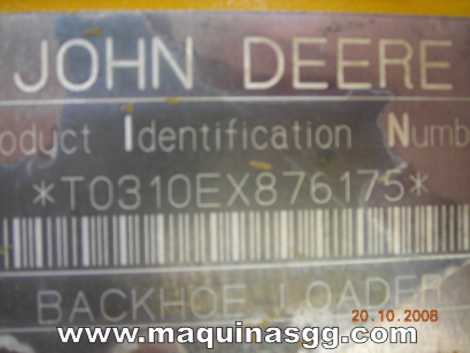 JOHN DEERE
oduct Identification Numb
*T0310EX876175*
BACKHOE LOADER
20.10.2008
www.maquinasgg.com